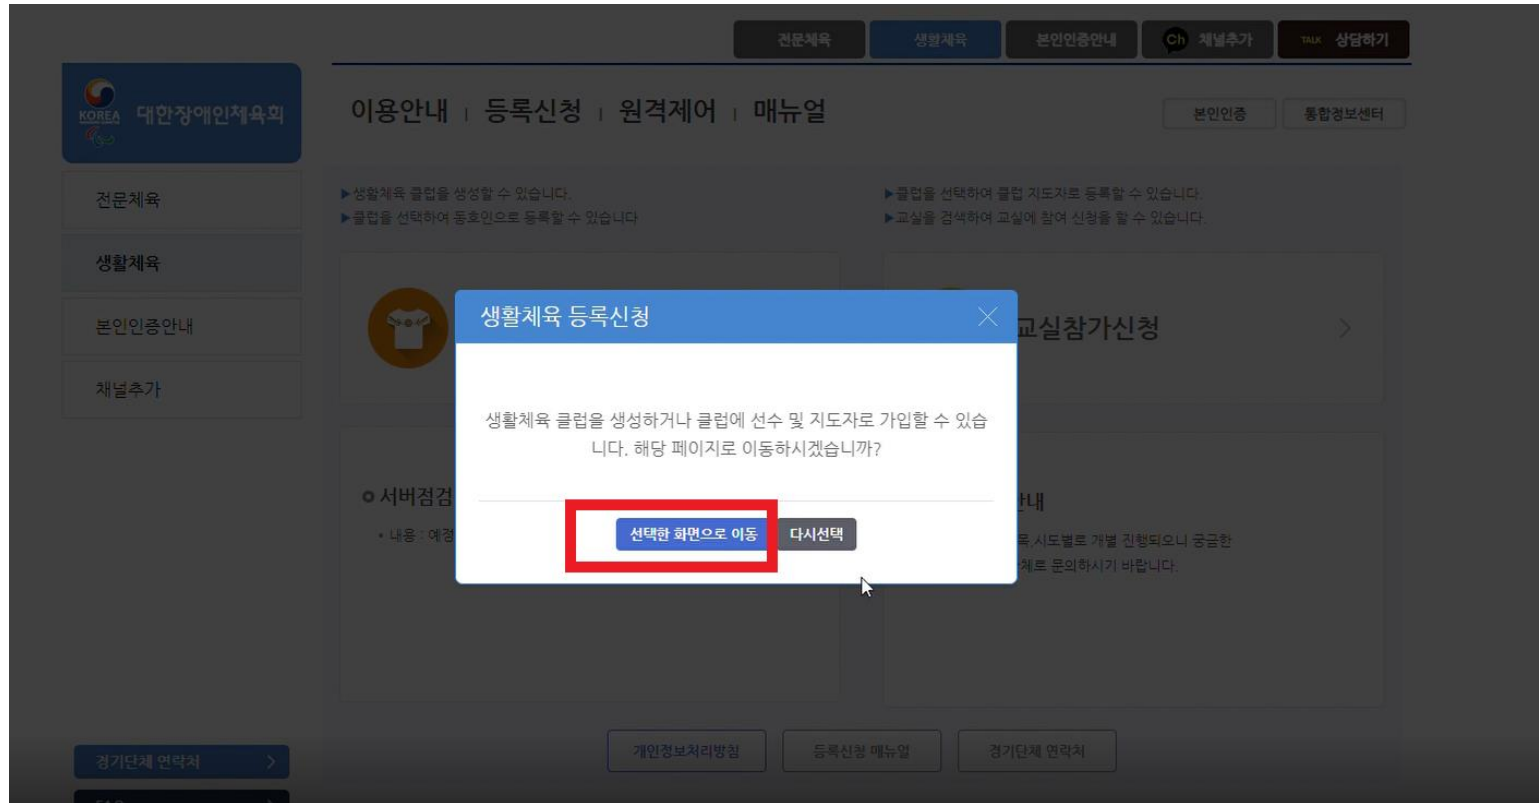 전문체육
생활체육
본인인증안내
Ch 채널추가
TALK 상담하기
KOREA 대한장애인체육회
이용안내 | 등록신청 | 원격제어 | 매뉴얼
본인인증
통합정보센터
전문체육
생활체육
본인인증안내
채널추가
▶생활체육 클럽을 생성할 수 있습니다.
▶클럽을 선택하여 동호인으로 등록할 수 있습니다
▶클럽을 선택하여 클럽 지도자로 등록할 수 있습니다.
▶교실을 검색하여 교실에 참여 신청을 할 수 있습니다.
교실참가신청
생활체육 등록신청
생활체육 클럽을 생성하거나 클럽에 선수 및 지도자로 가입할 수 있습
니다. 해당 페이지로 이동하시겠습니까?
선택한 화면으로 이동
다시선택
서버점검
• 내용 : 예정
시도별로 개별 진행되오니 궁금한
문의하시기 바랍니다.
개인정보처리방침
등록신청 매뉴얼
경기단체 연락처
경기단체 연락처